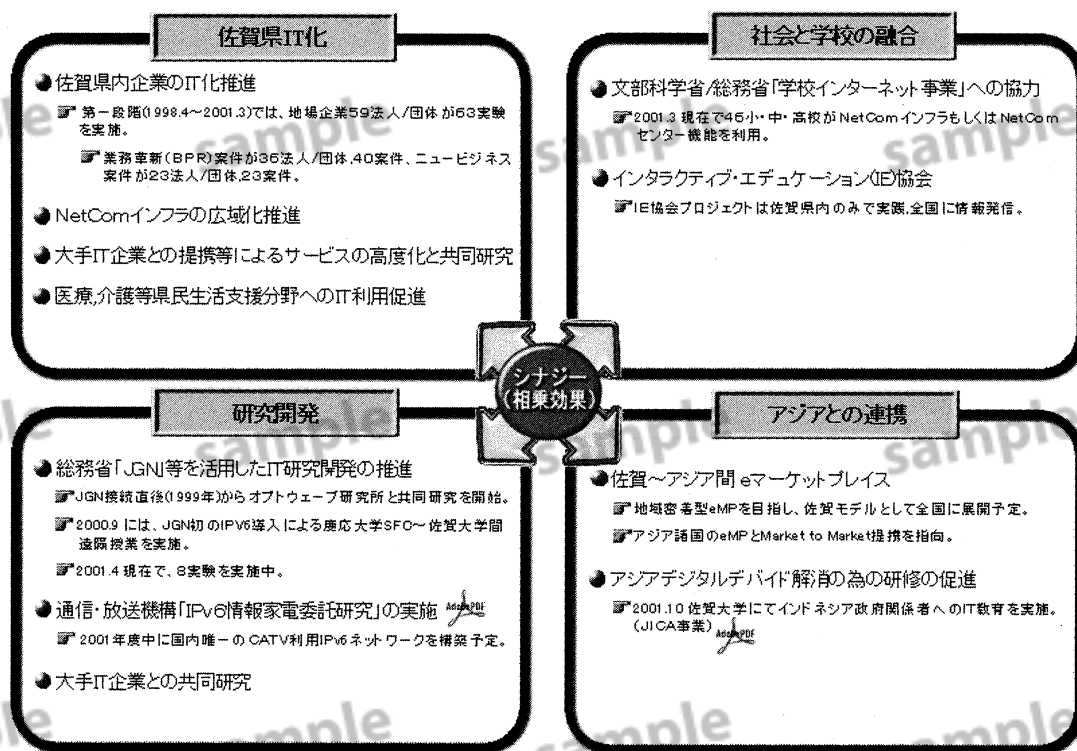 佐賀県IT化
●佐賀県内企業のIT化推進
☞第一段階(1998.4～2001.3)では、地場企業59法人/団体が63実験
を実施。
☞業務革新(BPR)案件が36法人/団体,40案件、ニュービジネス
案件が23法人/団体,23案件。
●NetComインフラの広域化推進
●大手IT企業との提携等によるサービスの高度化と共同研究
●医療,介護等県民生活支援分野へのIT利用促進
社会と学校の融合
●文部科学省/総務省「学校インターネット事業」への協力
☞2001.3現在で45小・中・高校がNetComインフラもしくはNetCom
センター機能を利用。
●インタラクティブ・エデュケーション(IE)協会
☞IE協会プロジェクトは佐賀県内のみで実践,全国に情報発信。
シナジー
(相乗効果)
研究開発
●総務省「JGN」等を活用したIT研究開発の推進
☞JGN接続直後(1999年)からオプトウェーブ研究所と共同研究を開始。
☞2000.9には、JGN初のIPV6導入による慶応大学SFC～佐賀大学間
遠隔授業を実施。
☞2001.4現在で、8実験を実施中。
●通信・放送機構「IPv6情報家電委託研究」の実施 AdobePDF
☞2001年度中に国内唯一のCATV利用IPv6ネットワークを構築予定。
●大手IT企業との共同研究
アジアとの連携
●佐賀～アジア間eマーケットプレイス
☞地域密着型eMPを目指し、佐賀モデルとして全国に展開予定。
☞アジア諸国のeMPとMarket to Market提携を指向。
●アジアデジタルデバイド解消の為の研修の促進
☞2001.10佐賀大学にてインドネシア政府関係者へのIT教育を実施。
(JICA事業) AdobePDF
sample
sample
sample
sample
sample
sample
sample
sample
sample
sample
sample
sample